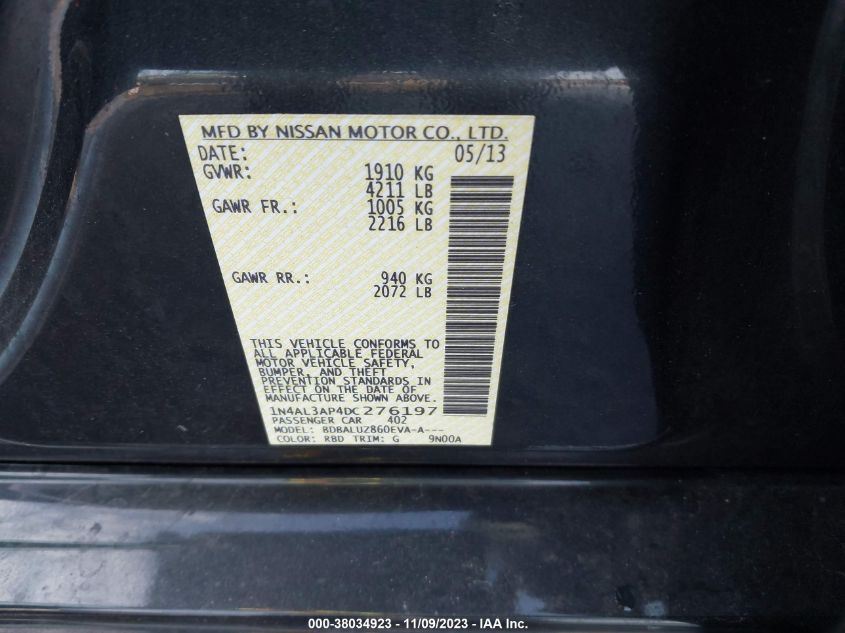 MFD BY NISSAN MOTOR CO., LTD.
DATE: 05/13
GVWR: 1910 KG
4211 LB
GAWR FR.: 1005 KG
2216 LB
GAWR RR.: 940 KG
2072 LB
THIS VEHICLE CONFORMS TO
ALL APPLICABLE FEDERAL
MOTOR VEHICLE SAFETY,
BUMPER, AND THEFT
PREVENTION STANDARDS IN
EFFECT ON THE DATE OF
MANUFACTURE SHOWN ABOVE.
1N4AL3AP4DC276197
PASSENGER CAR 402
MODEL: BDBALUZ860EVA-A---
COLOR: RBD TRIM: G 9N00A
000-38034923 - 11/09/2023 - IAA Inc.